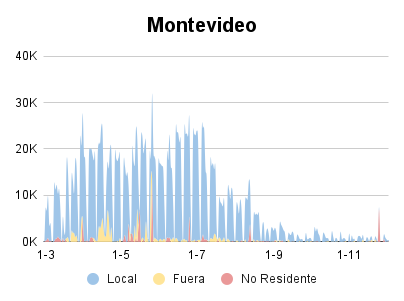 Montevideo
40K
30K
20K
10K
0K
1-3 1-5 1-7 1-9 1-11
Local Fuera No Residente